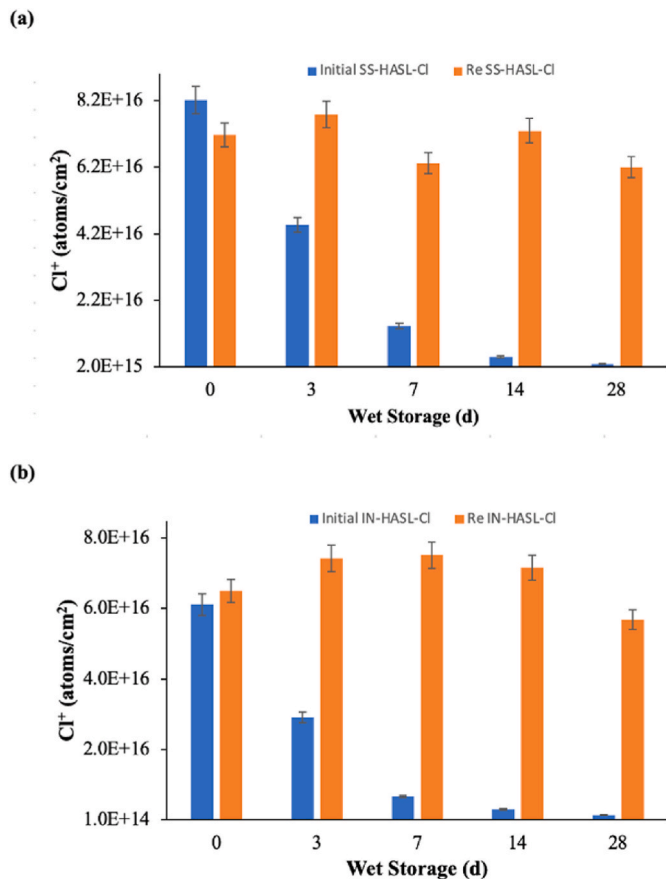 (a)
Initial SS-HASL-Cl Re SS-HASL-Cl
8.2E+16
6.2E+16
4.2E+16
2.2E+16
2.0E+15
Cl⁺ (atoms/cm²)
0 3 7 14 28
Wet Storage (d)
(b)
Initial IN-HASL-Cl Re IN-HASL-Cl
8.0E+16
6.0E+16
4.0E+16
2.0E+16
1.0E+14
Cl⁺ (atoms/cm²)
0 3 7 14 28
Wet Storage (d)